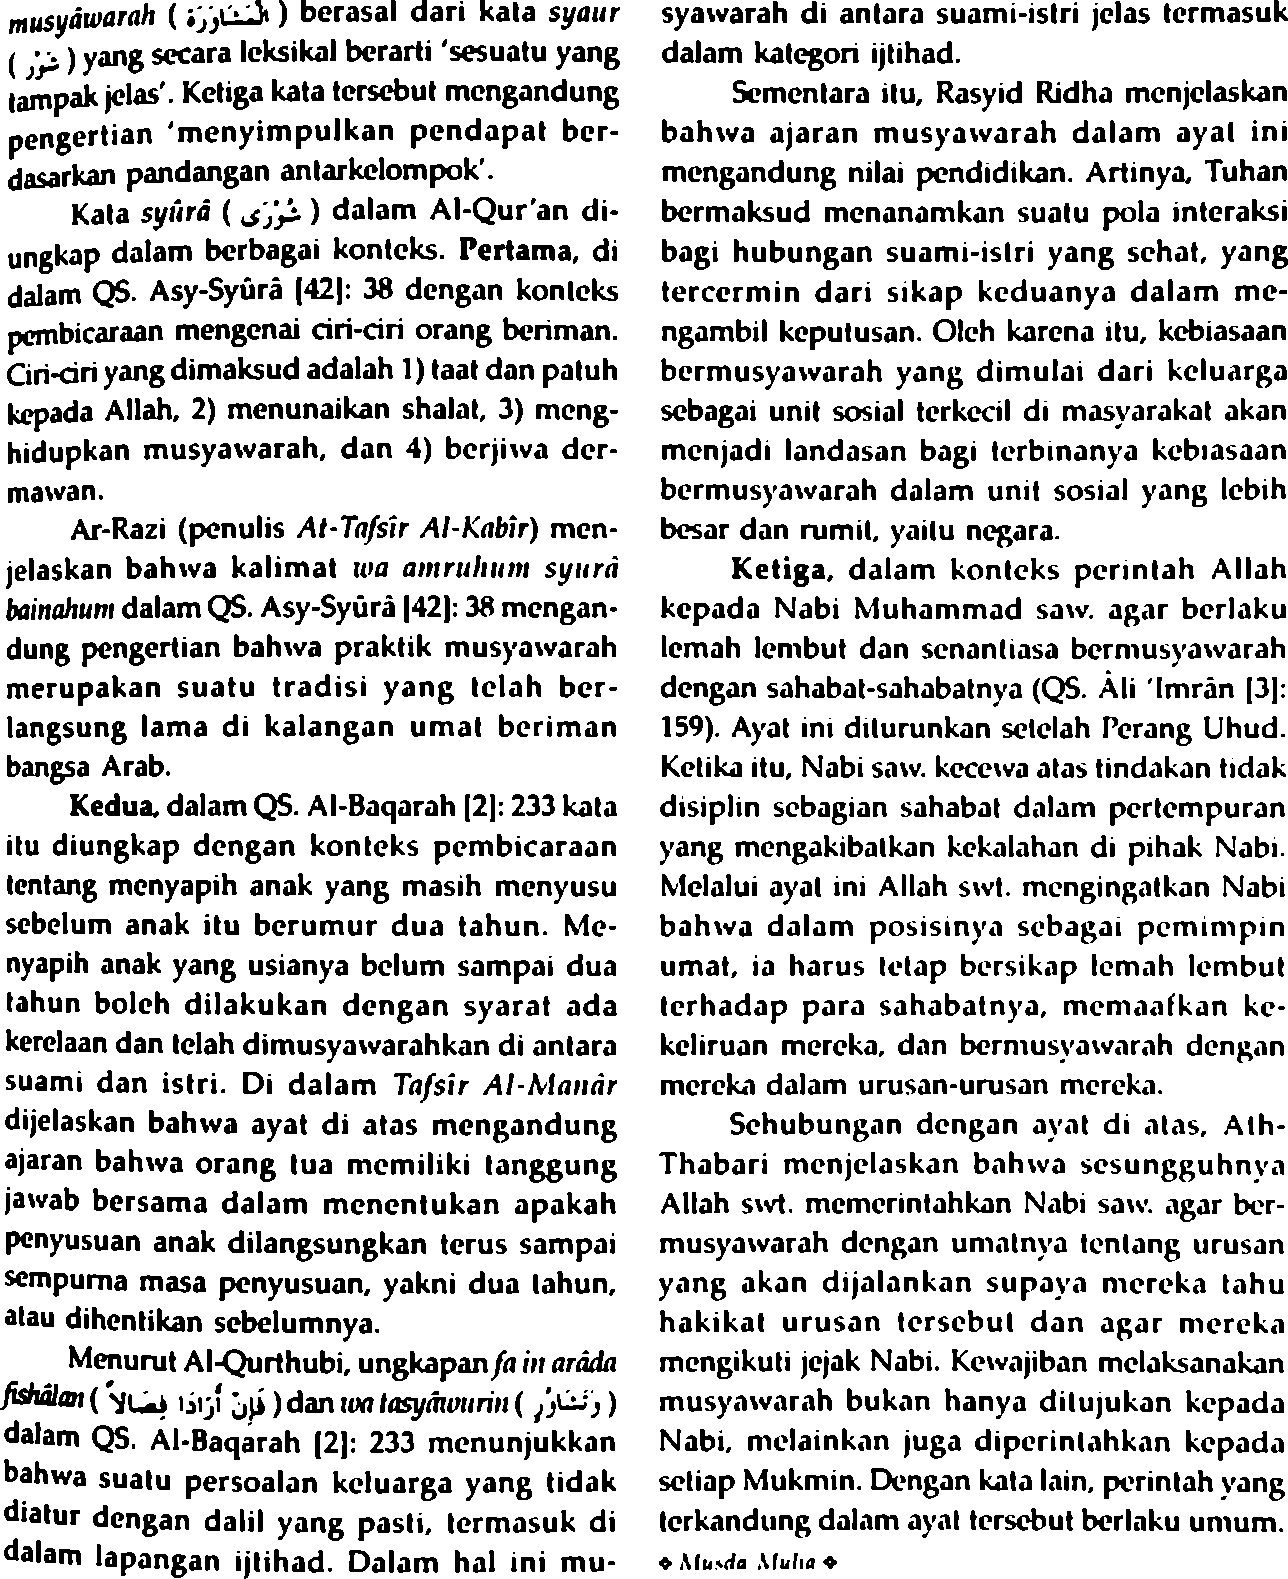 musyâwarah ( مُشَاوَرَة ) berasal dari kata syaur
( شَوْر ) yang secara leksikal berarti ‘sesuatu yang
tampak jelas’. Ketiga kata tersebut mengandung
pengertian ‘menyimpulkan pendapat ber-
dasarkan pandangan antarkelompok’.
Kata syûrâ ( شُوْرَى ) dalam Al-Qur'an di-
ungkap dalam berbagai konteks. Pertama, di
dalam QS. Asy-Syûrâ [42]: 38 dengan konteks
pembicaraan mengenai ciri-ciri orang beriman.
Ciri-ciri yang dimaksud adalah 1) taat dan patuh
kepada Allah, 2) menunaikan shalat, 3) meng-
hidupkan musyawarah, dan 4) berjiwa der-
mawan.
Ar-Razi (penulis At-Tafsîr Al-Kabîr) men-
jelaskan bahwa kalimat wa amruhum syurâ
bainahum dalam QS. Asy-Syûrâ [42]: 38 mengan-
dung pengertian bahwa praktik musyawarah
merupakan suatu tradisi yang telah ber-
langsung lama di kalangan umat beriman
bangsa Arab.
Kedua, dalam QS. Al-Baqarah [2]: 233 kata
itu diungkap dengan konteks pembicaraan
tentang menyapih anak yang masih menyusu
sebelum anak itu berumur dua tahun. Me-
nyapih anak yang usianya belum sampai dua
tahun boleh dilakukan dengan syarat ada
kerelaan dan telah dimusyawarahkan di antara
suami dan istri. Di dalam Tafsîr Al-Manâr
dijelaskan bahwa ayat di atas mengandung
ajaran bahwa orang tua memiliki tanggung
jawab bersama dalam menentukan apakah
penyusuan anak dilangsungkan terus sampai
sempurna masa penyusuan, yakni dua tahun,
atau dihentikan sebelumnya.
Menurut Al-Qurthubi, ungkapan fa in arâda
fishâlan ( فَإِنْ أَرَادَا فِصَالاً ) dan wa tasyâwurin ( وَتَشَاوُرٍ )
dalam QS. Al-Baqarah [2]: 233 menunjukkan
bahwa suatu persoalan keluarga yang tidak
diatur dengan dalil yang pasti, termasuk di
dalam lapangan ijtihad. Dalam hal ini mu-
syawarah di antara suami-istri jelas termasuk
dalam kategori ijtihad.
Sementara itu, Rasyid Ridha menjelaskan
bahwa ajaran musyawarah dalam ayat ini
mengandung nilai pendidikan. Artinya, Tuhan
bermaksud menanamkan suatu pola interaksi
bagi hubungan suami-istri yang sehat, yang
tercermin dari sikap keduanya dalam me-
ngambil keputusan. Oleh karena itu, kebiasaan
bermusyawarah yang dimulai dari keluarga
sebagai unit sosial terkecil di masyarakat akan
menjadi landasan bagi terbinanya kebiasaan
bermusyawarah dalam unit sosial yang lebih
besar dan rumit, yaitu negara.
Ketiga, dalam konteks perintah Allah
kepada Nabi Muhammad saw. agar berlaku
lemah lembut dan senantiasa bermusyawarah
dengan sahabat-sahabatnya (QS. Âli ‘Imrân [3]:
159). Ayat ini diturunkan setelah Perang Uhud.
Ketika itu, Nabi saw. kecewa atas tindakan tidak
disiplin sebagian sahabat dalam pertempuran
yang mengakibatkan kekalahan di pihak Nabi.
Melalui ayat ini Allah swt. mengingatkan Nabi
bahwa dalam posisinya sebagai pemimpin
umat, ia harus tetap bersikap lemah lembut
terhadap para sahabatnya, memaafkan ke-
keliruan mereka, dan bermusyawarah dengan
mereka dalam urusan-urusan mereka.
Sehubungan dengan ayat di atas, Ath-
Thabari menjelaskan bahwa sesungguhnya
Allah swt. memerintahkan Nabi saw. agar ber-
musyawarah dengan umatnya tentang urusan
yang akan dijalankan supaya mereka tahu
hakikat urusan tersebut dan agar mereka
mengikuti jejak Nabi. Kewajiban melaksanakan
musyawarah bukan hanya ditujukan kepada
Nabi, melainkan juga diperintahkan kepada
setiap Mukmin. Dengan kata lain, perintah yang
terkandung dalam ayat tersebut berlaku umum.
❖ Musda Mulia ❖